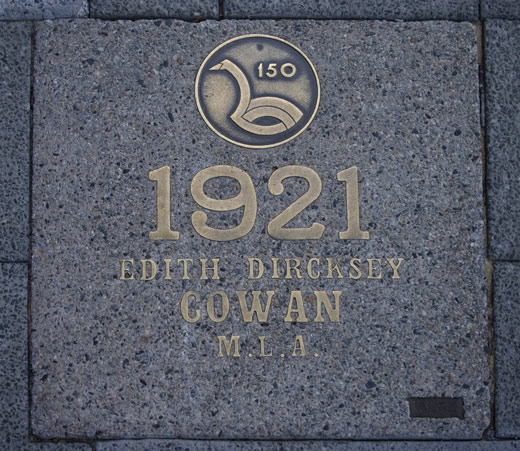 150
1921
EDITH DIRCKSEY
COWAN
M.L.A.